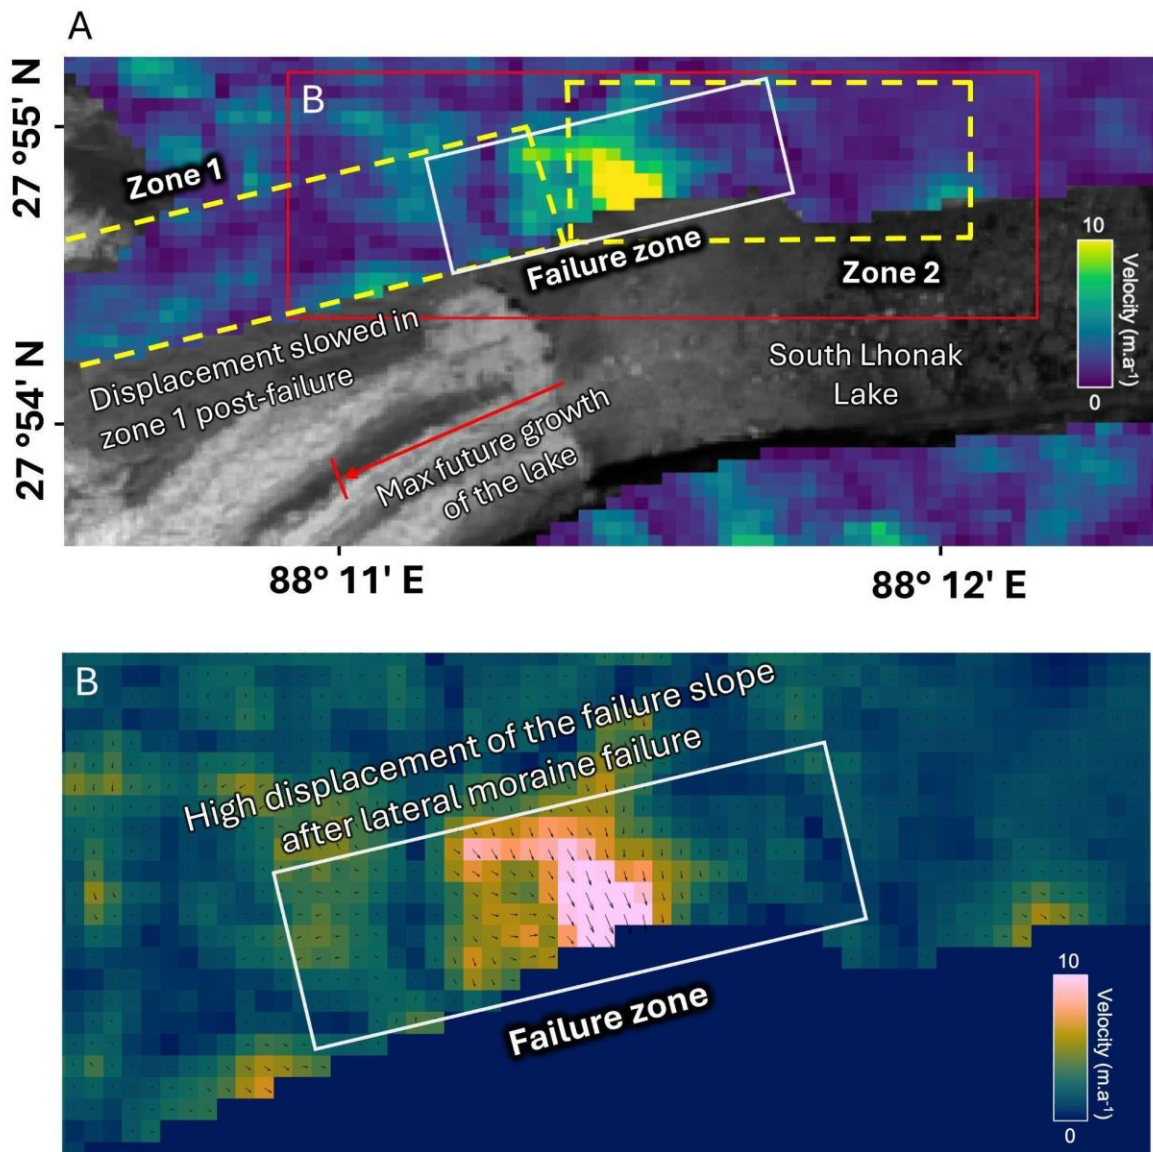 A
27 °55' N
27 °54' N
B
Zone 1
Failure zone
Zone 2
10
Velocity (m.a⁻¹)
0
Displacement slowed in
zone 1 post-failure
South Lhonak
Lake
Max future growth
of the lake
88° 11' E
88° 12' E
B
High displacement of the failure slope
after lateral moraine failure
Failure zone
10
Velocity (m.a⁻¹)
0